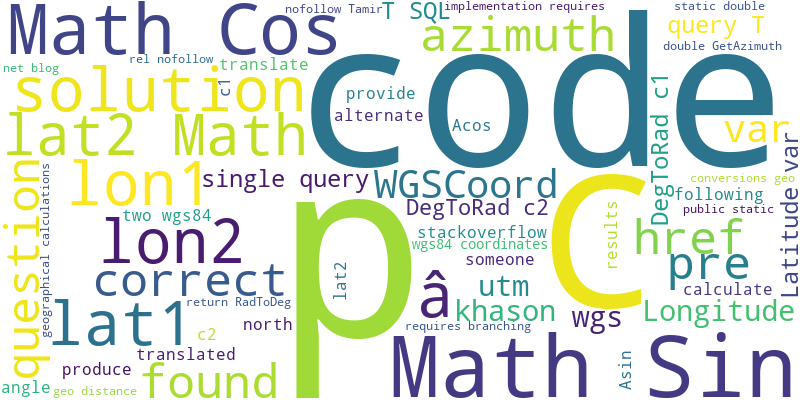 Math Cos
nofollow Tamir
T SQL
implementation requires
static double
azimuth
query T
double GetAzimuth
rel nofollow
net blog
translate
c1
solution
provide
alternate
code
Acos
DegToRad c1
var
lat2 Math
question
lon1
single query
WGSCoord
conversions geo
following
public static
Latitude var
geographical calculations
two wgs84
DegToRad c2
p
C
stackoverflow
wgs84 coordinates
someone
results
href
lon2
correct
lat2
â
utm
pre
calculate
return RadToDeg
khason
wgs
Longitude
lat1
north
requires branching
c2
translated
produce
angle
geo distance
found
Math Sin
Asin